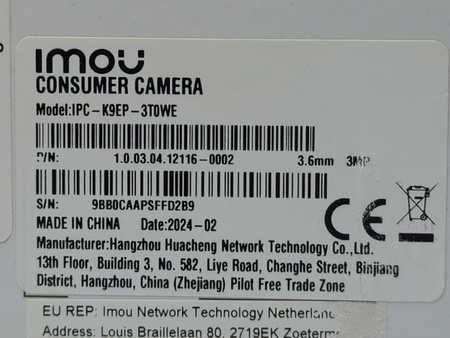 imou
CONSUMER CAMERA
Model:IPC-K9EP-3T0WE
P/N: 1.0.03.04.12116-0002 3.6mm 3MP
S/N: 9BB0CAAPSFFD2B9
MADE IN CHINA Date:2024-02
CE
Manufacturer:Hangzhou Huacheng Network Technology Co.,Ltd.
13th Floor, Building 3, No. 582, Liye Road, Changhe Street, Binjiang
District, Hangzhou, China (Zhejiang) Pilot Free Trade Zone
EU REP: Imou Network Technology
Address: Louis Braillelaan 80, 2719EK